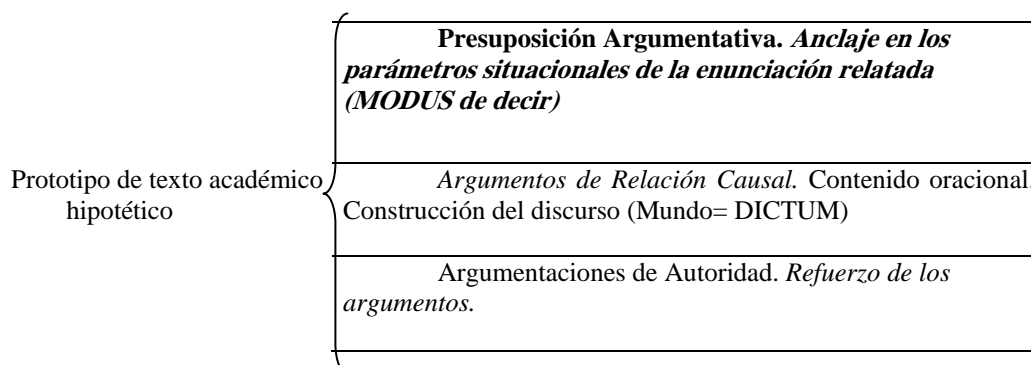 Presuposición Argumentativa. Anclaje en los
parámetros situacionales de la enunciación relatada
(MODUS de decir)
Prototipo de texto académico
hipotético
Argumentos de Relación Causal. Contenido oracional.
Construcción del discurso (Mundo= DICTUM)
Argumentaciones de Autoridad. Refuerzo de los
argumentos.